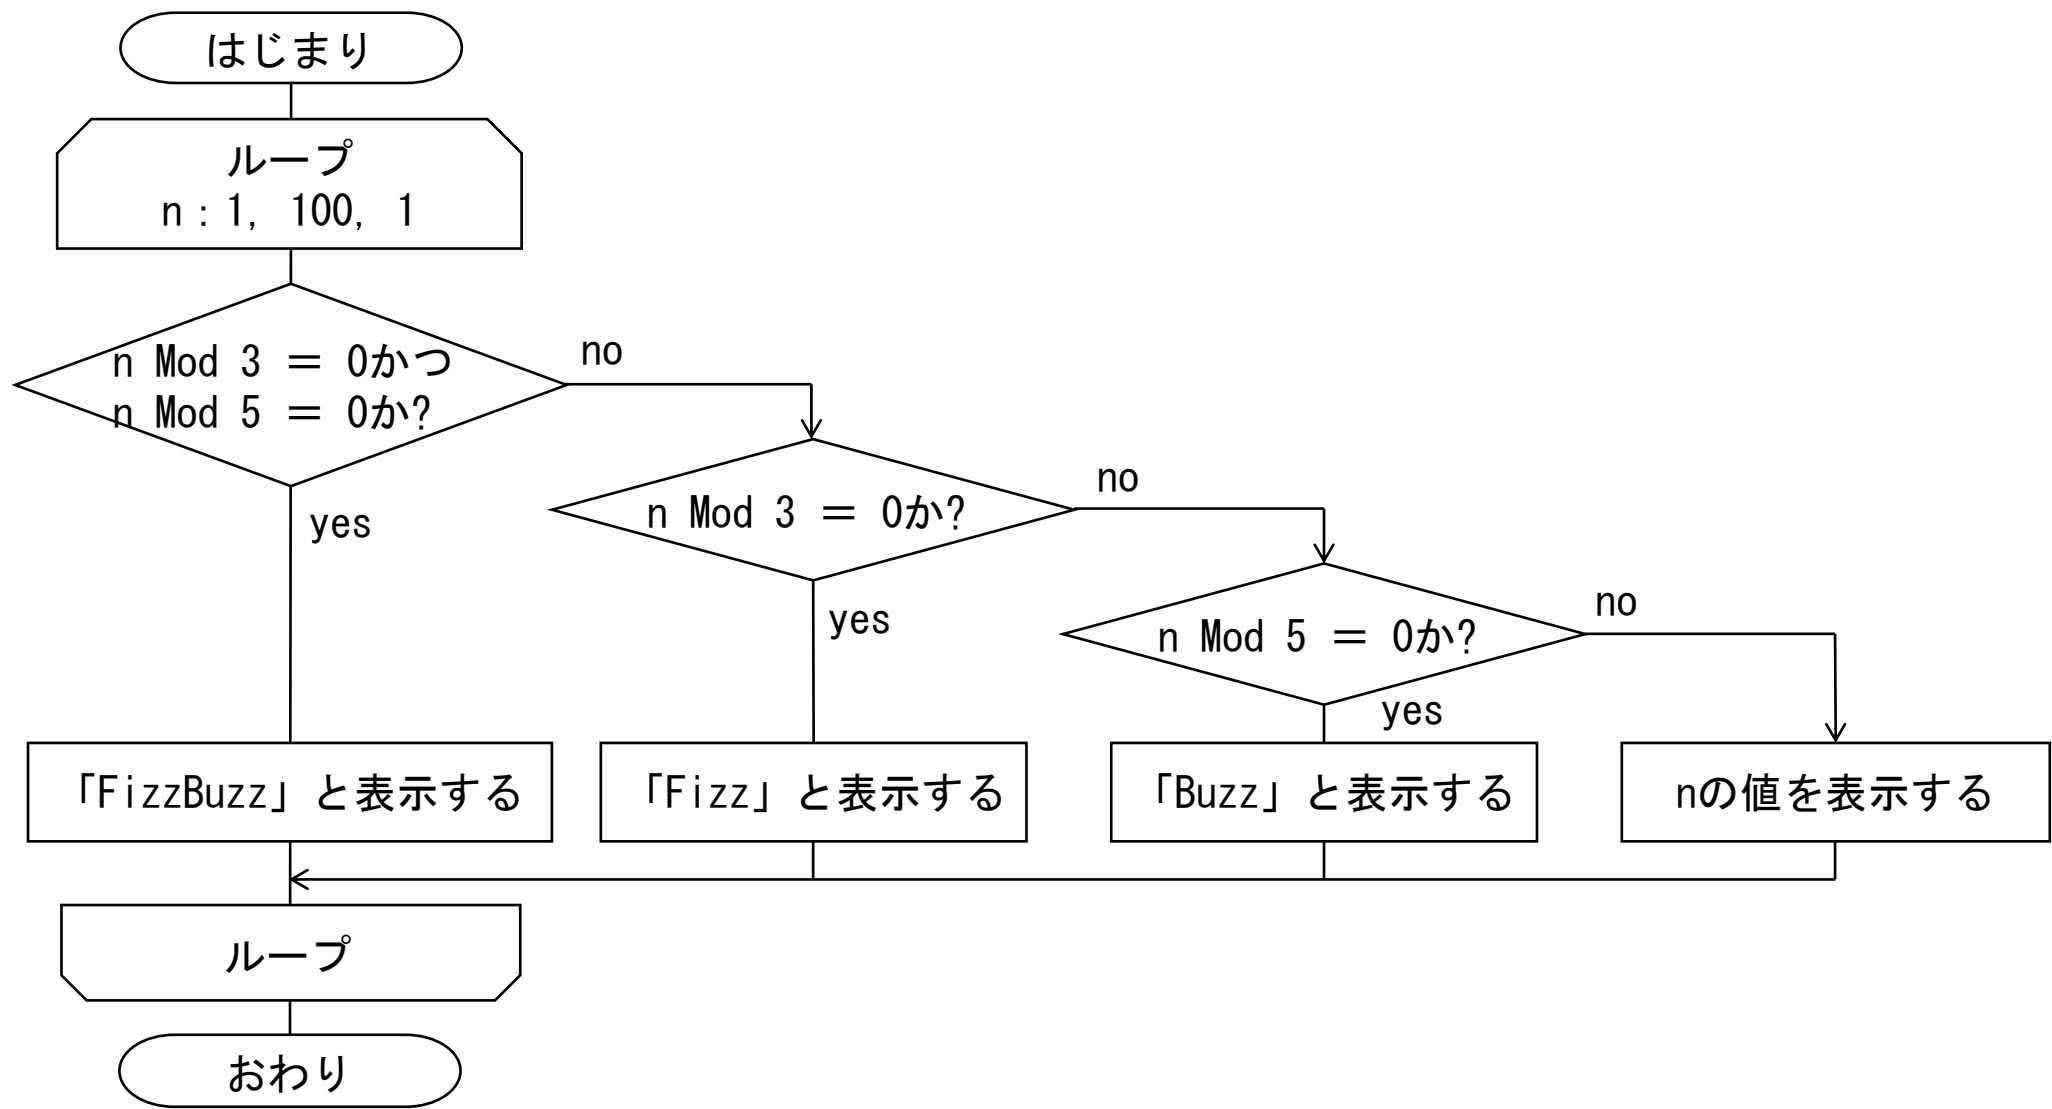 はじまり
ループ
n：1, 100, 1
n Mod 3 ＝ 0かつ
n Mod 5 ＝ 0か?
no
yes
n Mod 3 ＝ 0か?
no
yes
n Mod 5 ＝ 0か?
no
yes
「FizzBuzz」と表示する
「Fizz」と表示する
「Buzz」と表示する
nの値を表示する
ループ
おわり